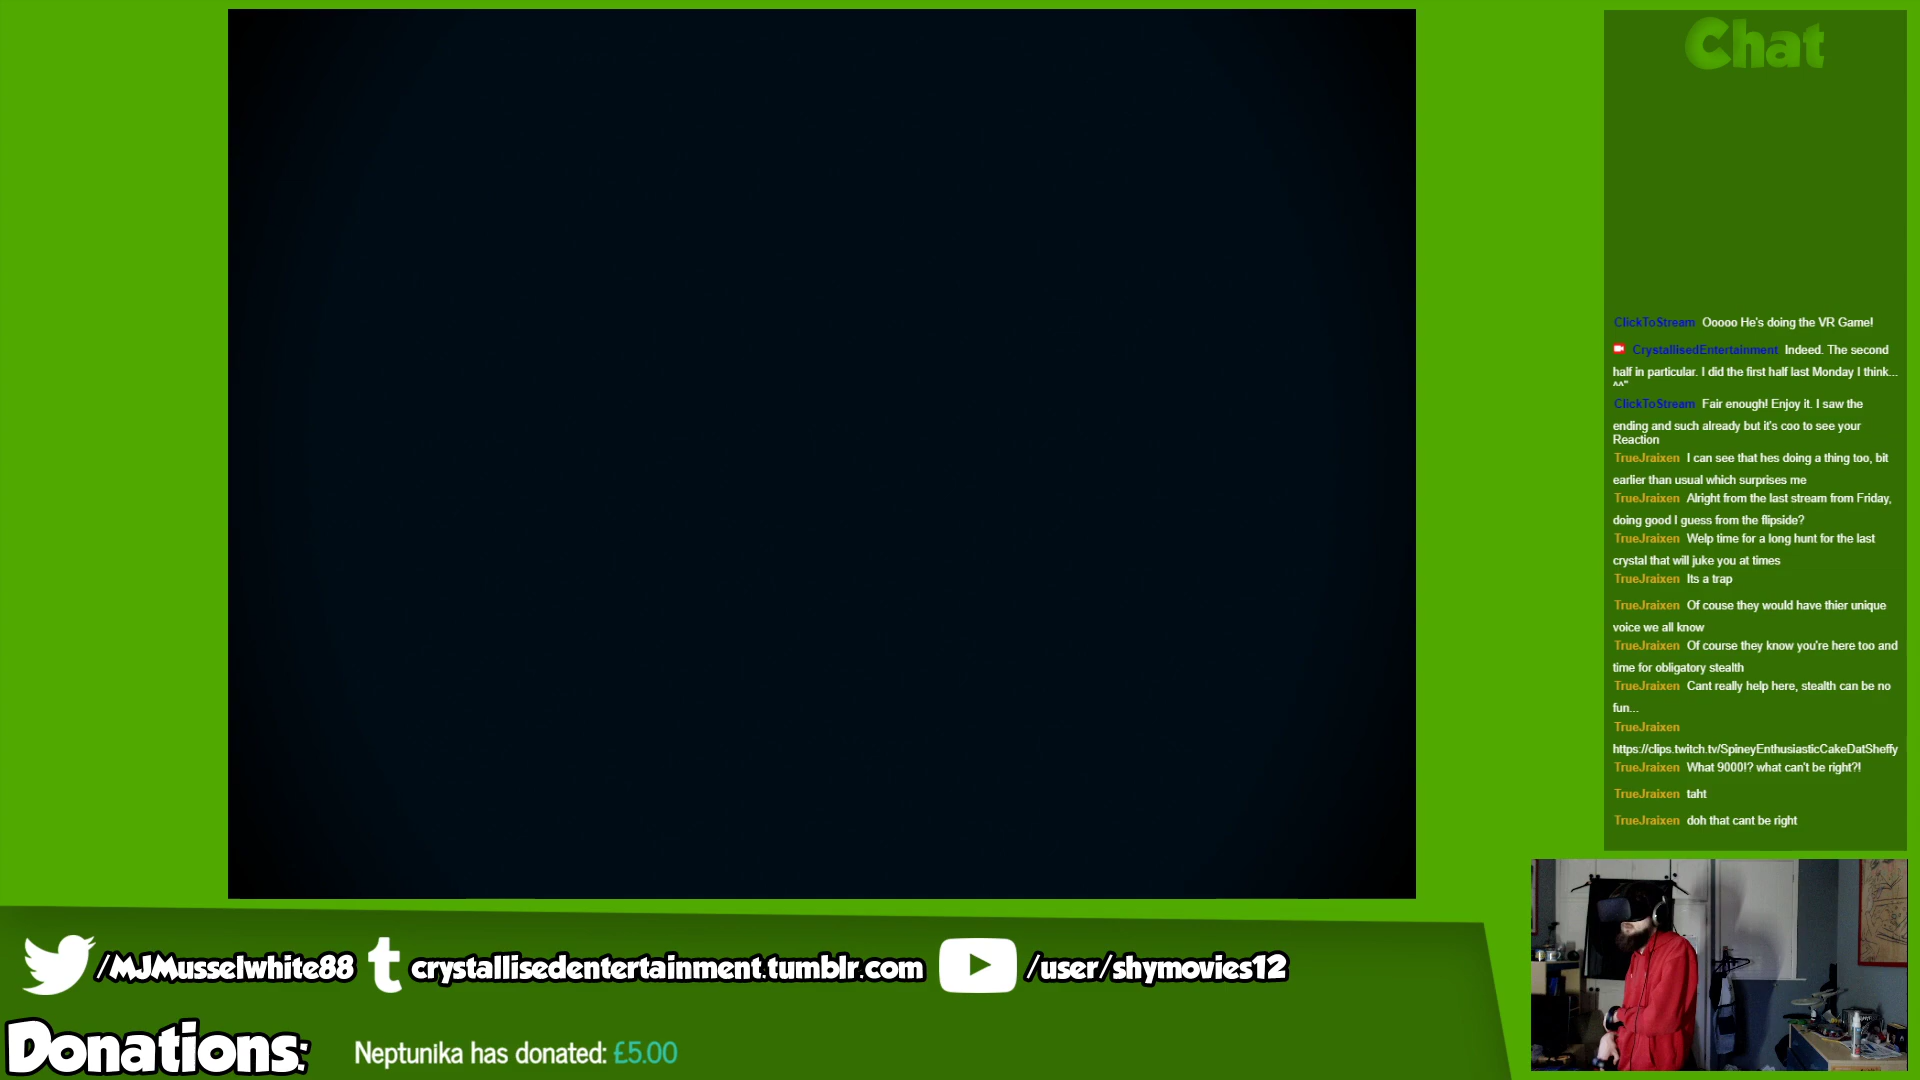 Chat
ClickToStream Ooooo He's doing the VR Game!
CrystallisedEntertainment Indeed. The second
half in particular. I did the first half last Monday I think...
^^"
ClickToStream Fair enough! Enjoy it. I saw the
ending and such already but it's coo to see your
Reaction
TrueJraixen I can see that hes doing a thing too, bit
earlier than usual which surprises me
TrueJraixen Alright from the last stream from Friday,
doing good I guess from the flipside?
TrueJraixen Welp time for a long hunt for the last
crystal that will juke you at times
TrueJraixen Its a trap
TrueJraixen Of couse they would have thier unique
voice we all know
TrueJraixen Of course they know you're here too and
time for obligatory stealth
TrueJraixen Cant really help here, stealth can be no
fun...
TrueJraixen
https://clips.twitch.tv/SpineyEnthusiasticCakeDatSheffy
TrueJraixen What 9000!? what can't be right?!
TrueJraixen taht
TrueJraixen doh that cant be right
/MJMusselwhite88 t crystallisedentertainment.tumblr.com /user/shymovies12
Donations: Neptunika has donated: £5.00